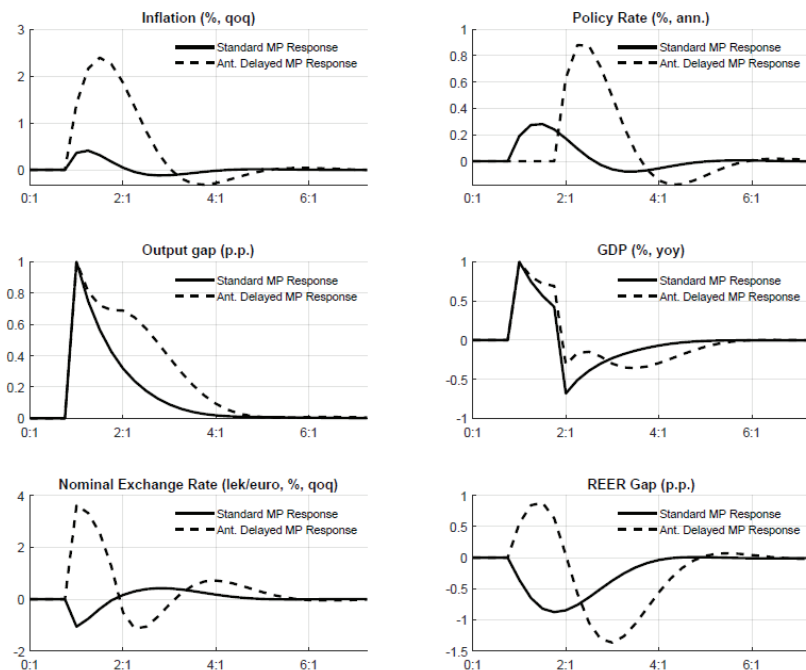 Inflation (%, qoq)
3
2
1
0
Standard MP Response
Ant. Delayed MP Response
0:1 2:1 4:1 6:1
Policy Rate (%, ann.)
1
0.8
0.6
0.4
0.2
0
Standard MP Response
Ant. Delayed MP Response
0:1 2:1 4:1 6:1
Output gap (p.p.)
1
0.8
0.6
0.4
0.2
0
Standard MP Response
Ant. Delayed MP Response
0:1 2:1 4:1 6:1
GDP (%, yoy)
1
0.5
0
-0.5
-1
Standard MP Response
Ant. Delayed MP Response
0:1 2:1 4:1 6:1
Nominal Exchange Rate (lek/euro, %, qoq)
4
2
0
-2
Standard MP Response
Ant. Delayed MP Response
0:1 2:1 4:1 6:1
REER Gap (p.p.)
1
0.5
0
-0.5
-1
-1.5
Standard MP Response
Ant. Delayed MP Response
0:1 2:1 4:1 6:1